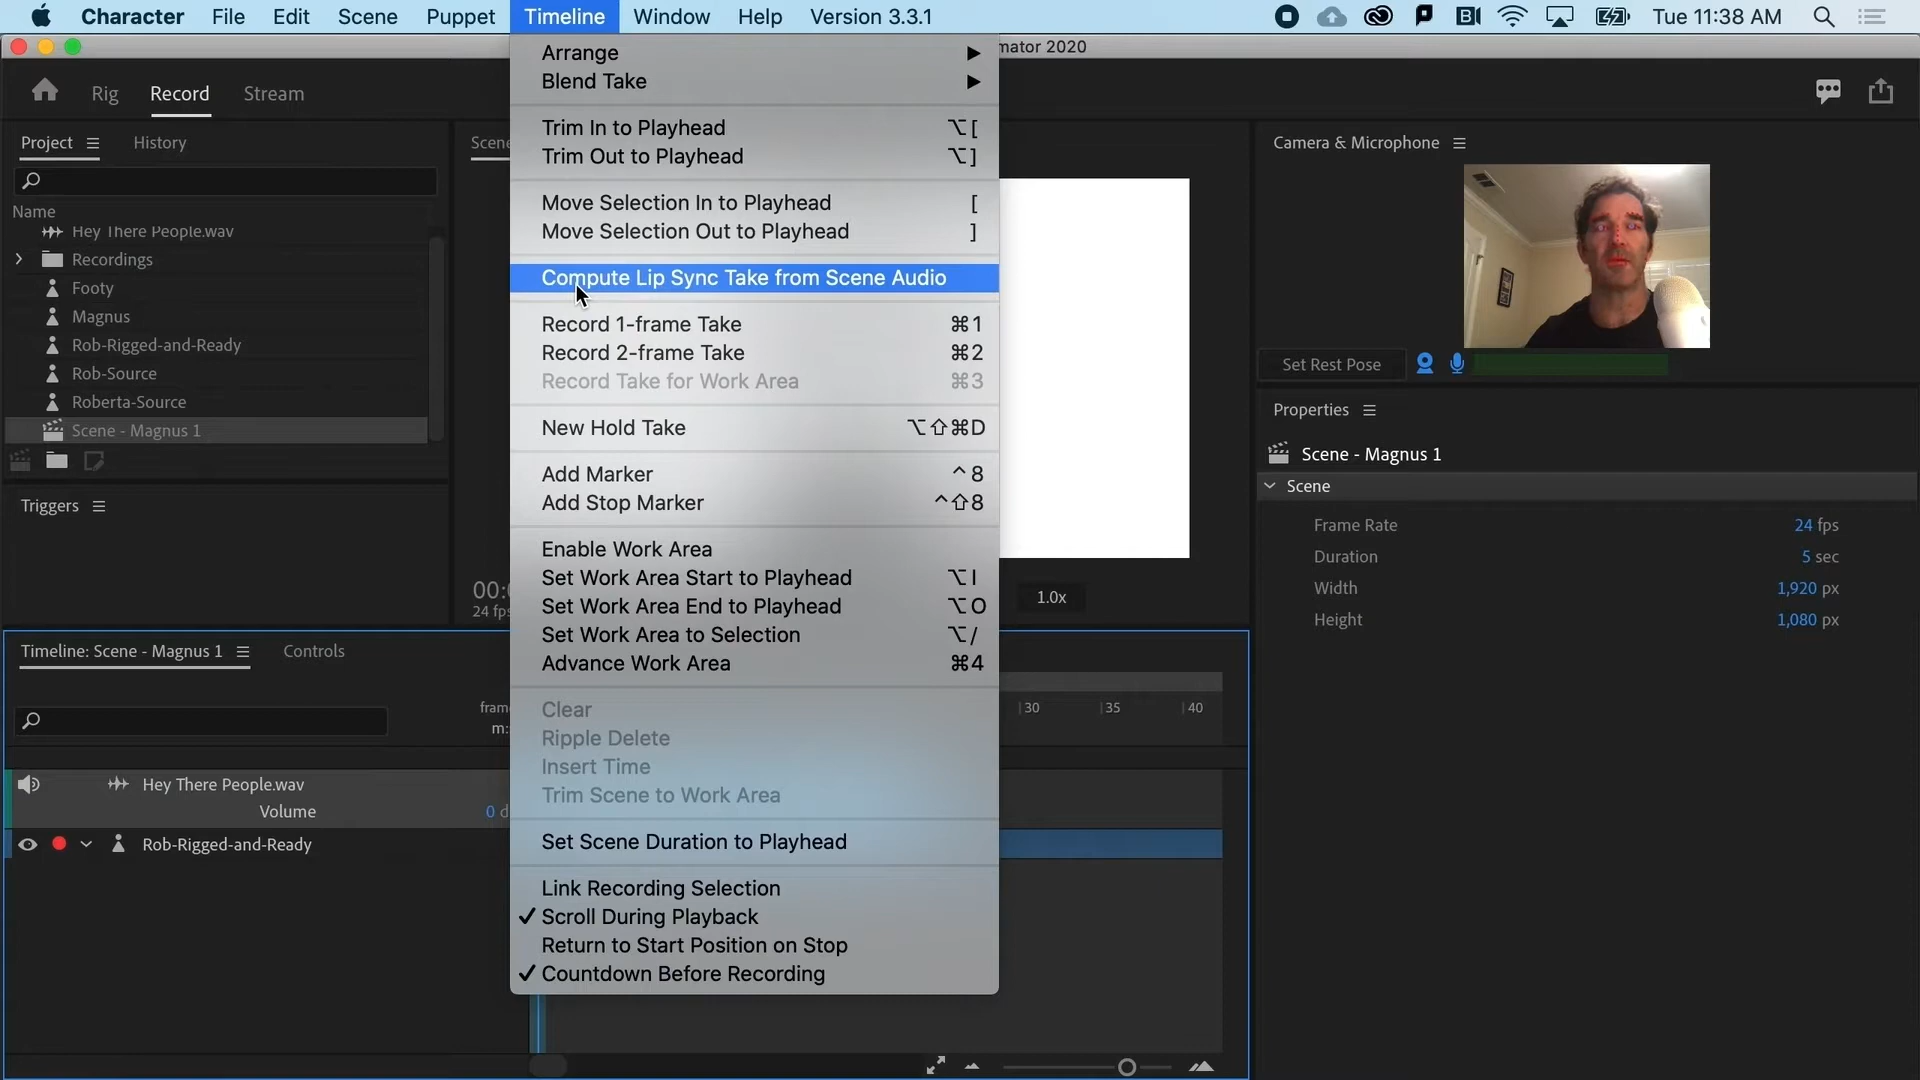 Character File Edit Scene Puppet Timeline Window Help Version 3.3.1 Tue 11:38 AM
mator 2020
Rig Record Stream
Project History
Scene
Camera & Microphone
Name
Hey There People.wav
Recordings
Footy
Magnus
Rob-Rigged-and-Ready
Rob-Source
Roberta-Source
Scene - Magnus 1
Triggers
Arrange
Blend Take
Trim In to Playhead ⌥[
Trim Out to Playhead ⌥]
Move Selection In to Playhead [
Move Selection Out to Playhead ]
Compute Lip Sync Take from Scene Audio
Record 1-frame Take ⌘1
Record 2-frame Take ⌘2
Record Take for Work Area ⌘3
New Hold Take ⌥⇧⌘D
Add Marker ^8
Add Stop Marker ^⇧8
Enable Work Area
Set Work Area Start to Playhead ⌥I
Set Work Area End to Playhead ⌥O
Set Work Area to Selection ⌥/
Advance Work Area ⌘4
Clear
Ripple Delete
Insert Time
Trim Scene to Work Area
Set Scene Duration to Playhead
Link Recording Selection
✓ Scroll During Playback
Return to Start Position on Stop
✓ Countdown Before Recording
00:
24 fps
1.0x
Set Rest Pose
Properties
Scene - Magnus 1
Scene
Frame Rate 24 fps
Duration 5 sec
Width 1,920 px
Height 1,080 px
Timeline: Scene - Magnus 1 Controls
fram
m:
30 35 40
Hey There People.wav
Volume 0 d
Rob-Rigged-and-Ready